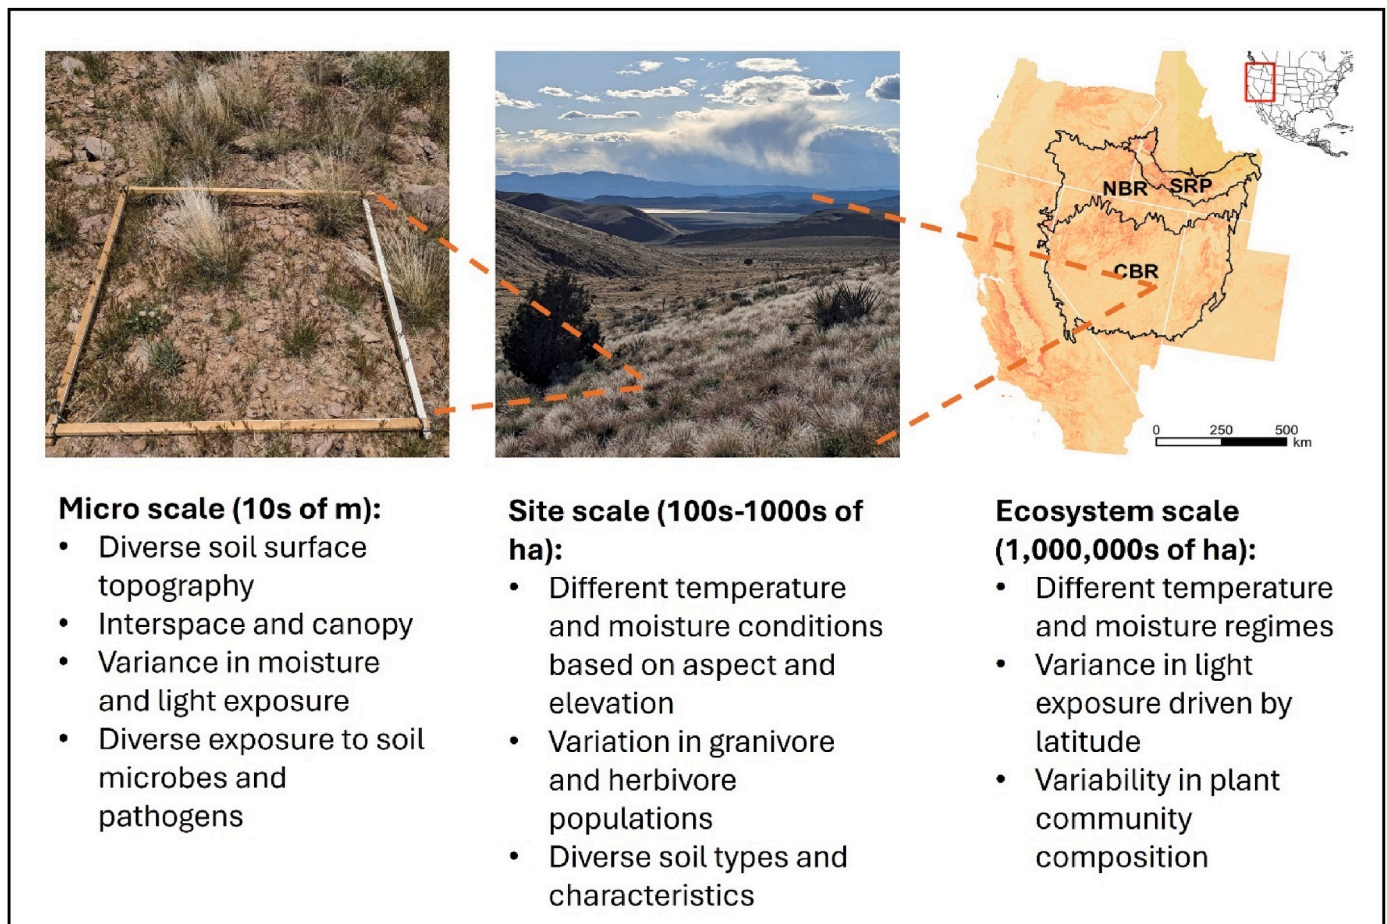 NBR
SRP
CBR
0 250 500
km
Micro scale (10s of m):
• Diverse soil surface
topography
• Interspace and canopy
• Variance in moisture
and light exposure
• Diverse exposure to soil
microbes and
pathogens
Site scale (100s-1000s of
ha):
• Different temperature
and moisture conditions
based on aspect and
elevation
• Variation in granivore
and herbivore
populations
• Diverse soil types and
characteristics
Ecosystem scale
(1,000,000s of ha):
• Different temperature
and moisture regimes
• Variance in light
exposure driven by
latitude
• Variability in plant
community
composition